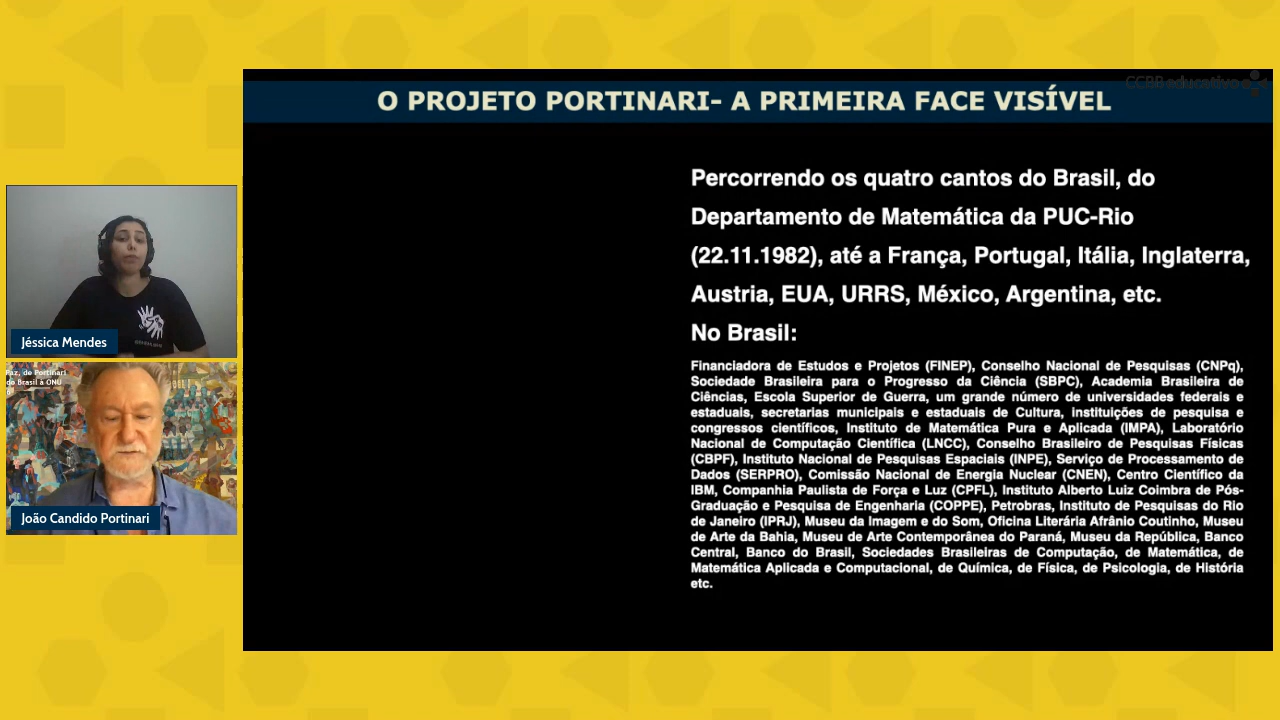 CCBB educativo
O PROJETO PORTINARI- A PRIMEIRA FACE VISÍVEL
Percorrendo os quatro cantos do Brasil, do
Departamento de Matemática da PUC-Rio
(22.11.1982), até a França, Portugal, Itália, Inglaterra,
Austria, EUA, URRS, México, Argentina, etc.
No Brasil:
Financiadora de Estudos e Projetos (FINEP), Conselho Nacional de Pesquisas (CNPq),
Sociedade Brasileira para o Progresso da Ciência (SBPC), Academia Brasileira de
Ciências, Escola Superior de Guerra, um grande número de universidades federais e
estaduais, secretarias municipais e estaduais de Cultura, instituições de pesquisa e
congressos científicos, Instituto de Matemática Pura e Aplicada (IMPA), Laboratório
Nacional de Computação Científica (LNCC), Conselho Brasileiro de Pesquisas Físicas
(CBPF), Instituto Nacional de Pesquisas Espaciais (INPE), Serviço de Processamento de
Dados (SERPRO), Comissão Nacional de Energia Nuclear (CNEN), Centro Científico da
IBM, Companhia Paulista de Força e Luz (CPFL), Instituto Alberto Luiz Coimbra de Pós-
Graduação e Pesquisa de Engenharia (COPPE), Petrobras, Instituto de Pesquisas do Rio
de Janeiro (IPRJ), Museu da Imagem e do Som, Oficina Literária Afrânio Coutinho, Museu
de Arte da Bahia, Museu de Arte Contemporânea do Paraná, Museu da República, Banco
Central, Banco do Brasil, Sociedades Brasileiras de Computação, de Matemática, de
Matemática Aplicada e Computacional, de Química, de Física, de Psicologia, de História
etc.
Jéssica Mendes
Paz, de Portinari
do Brasil à ONU
João Candido Portinari